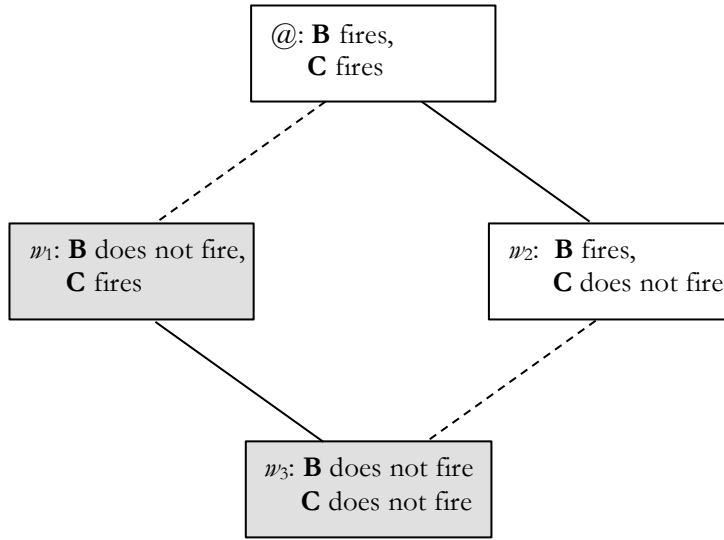 @: B fires,
C fires
w₁: B does not fire,
C fires
w₂: B fires,
C does not fire
w₃: B does not fire
C does not fire